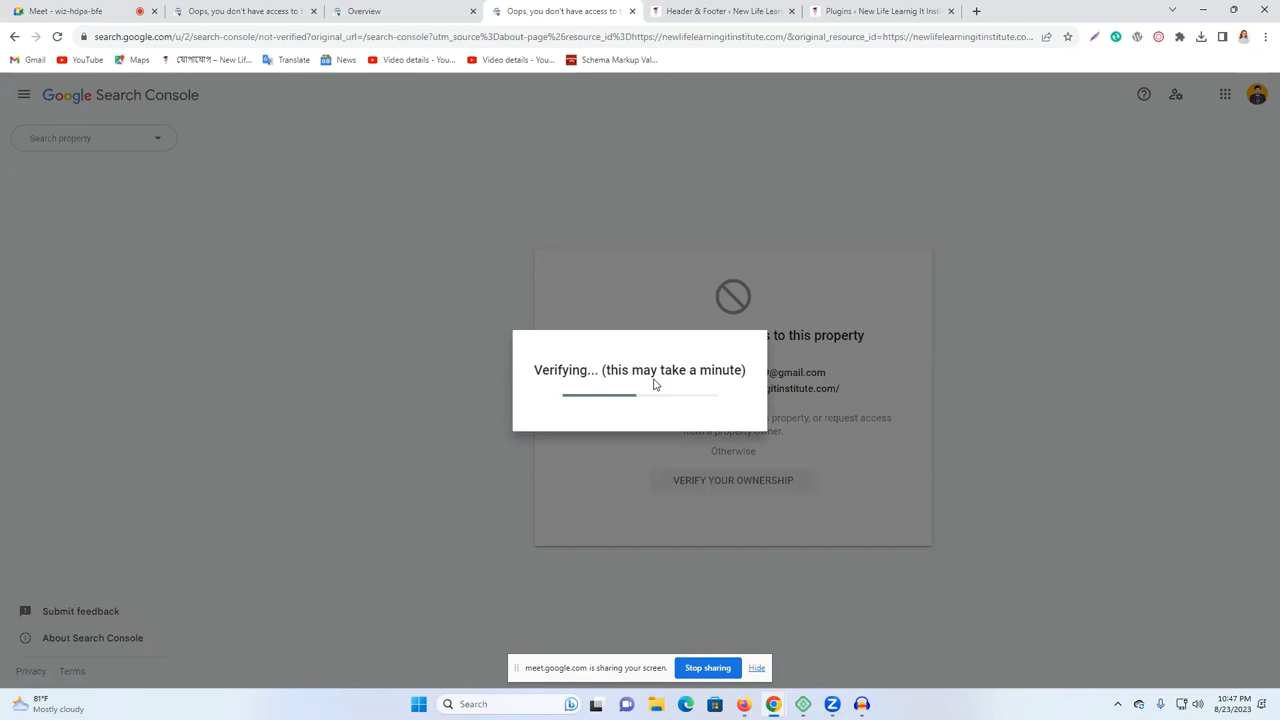 Meet - wiz-hdpa-bfe
Oops, you don't have access to t
Overview
Oops, you don't have access to t
Header & Footer ‹ New Life Lear
Plugins ‹ New Life Learnig It Inst
search.google.com/u/2/search-console/not-verified?original_url=/search-console?utm_source%3Dabout-page%26resource_id%3Dhttps://newlifelearningitinstitute.com/&original_resource_id=https://newlifelearningitinstitute.co...
Gmail
YouTube
Maps
যোগাযোগ – New Life...
Translate
News
Video details - You...
Video details - You...
Schema Markup Val...
Google Search Console
Search property
Verifying... (this may take a minute)
s to this property
@gmail.com
gitinstitute.com/
property, or request access
from a property owner.
Otherwise
VERIFY YOUR OWNERSHIP
Submit feedback
About Search Console
Privacy Terms
meet.google.com is sharing your screen.
Stop sharing
Hide
81°F
Mostly cloudy
Search
10:47 PM
8/23/2023